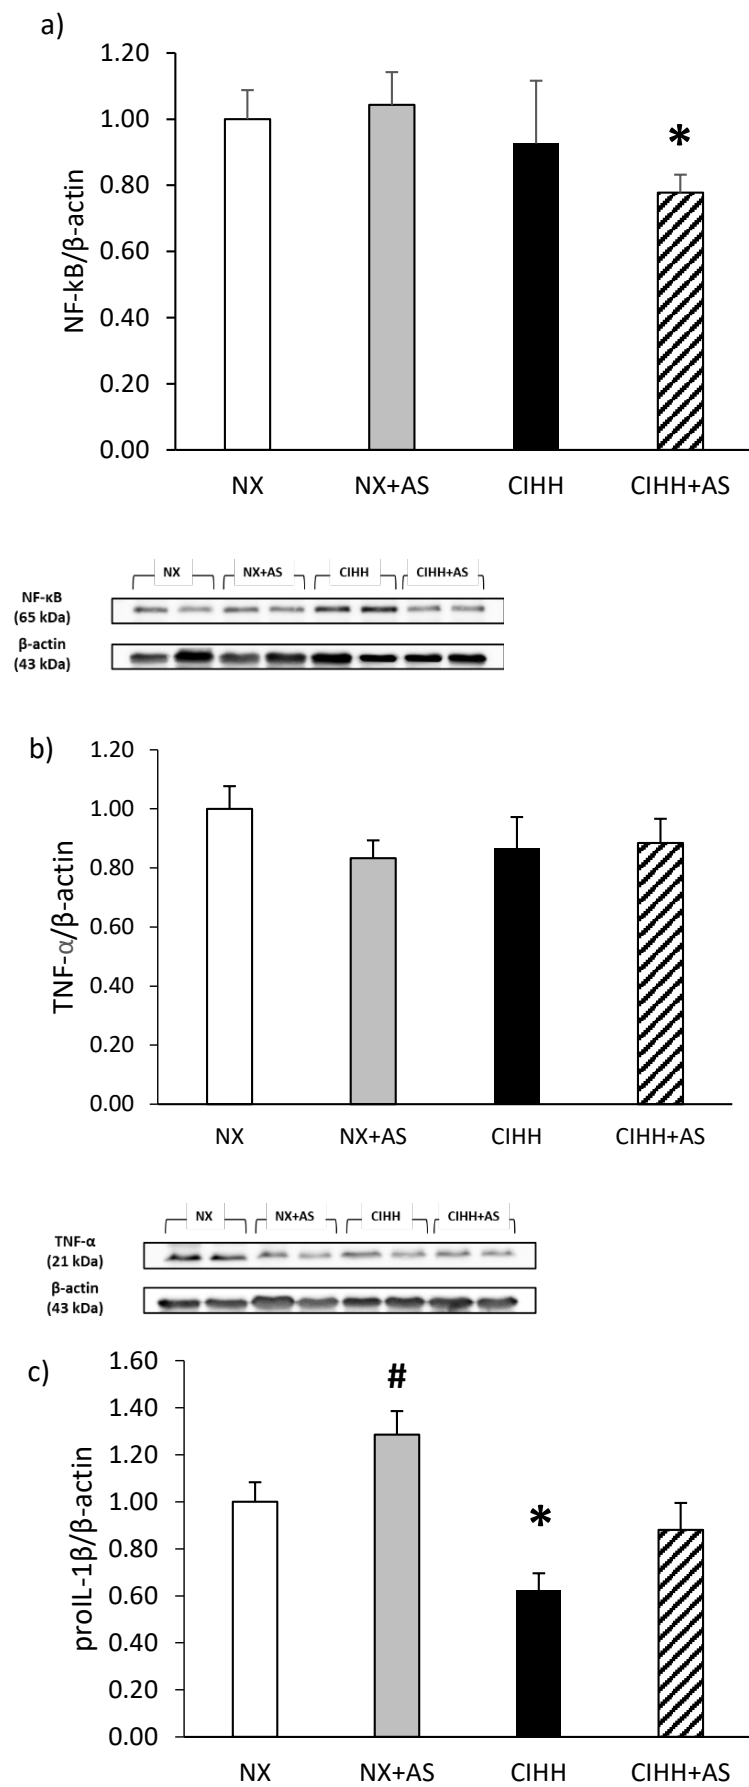 a)
1.20
1.00
0.80
0.60
0.40
0.20
0.00
NF-kB/β-actin
*
NX NX+AS CIHH CIHH+AS
NX NX+AS CIHH CIHH+AS
NF-κB
(65 kDa)
β-actin
(43 kDa)
b)
1.20
1.00
0.80
0.60
0.40
0.20
0.00
TNF-α/β-actin
NX NX+AS CIHH CIHH+AS
NX NX+AS CIHH CIHH+AS
TNF-α
(21 kDa)
β-actin
(43 kDa)
c)
1.60
1.40
1.20
1.00
0.80
0.60
0.40
0.20
0.00
proIL-1β/β-actin
#
*
NX NX+AS CIHH CIHH+AS